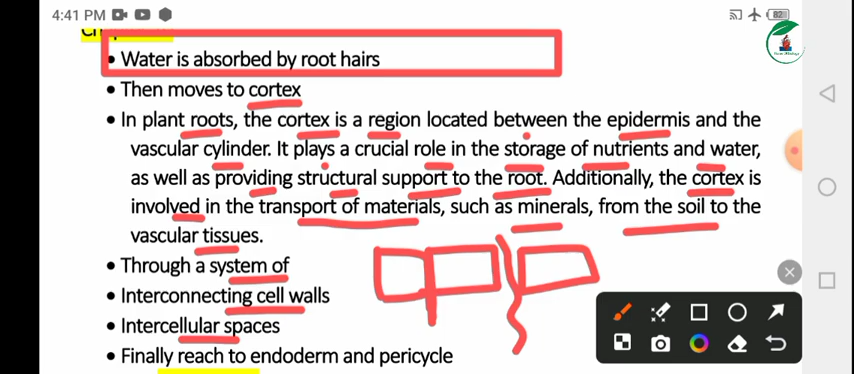 4:41 PM
82
• Water is absorbed by root hairs
• Then moves to cortex
• In plant roots, the cortex is a region located between the epidermis and the
vascular cylinder. It plays a crucial role in the storage of nutrients and water,
as well as providing structural support to the root. Additionally, the cortex is
involved in the transport of materials, such as minerals, from the soil to the
vascular tissues.
• Through a system of
• Interconnecting cell walls
• Intercellular spaces
• Finally reach to endoderm and pericycle